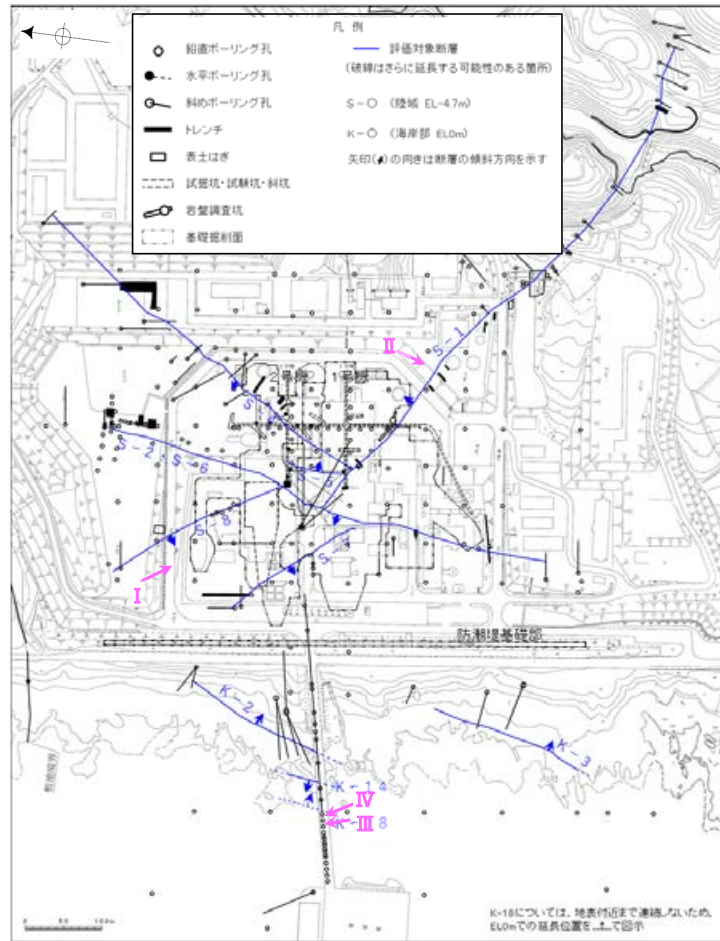 凡例
鉛直ボーリング孔
水平ボーリング孔
斜めボーリング孔
トレンチ
表土はぎ
試掘坑・試験坑・斜坑
岩盤調査坑
基礎掘削面
評価対象断層
(破線はさらに延長する可能性のある箇所)
S-○ (陸域 EL-4.7m)
K-○ (海岸部 EL0m)
矢印( )の向きは断層の傾斜方向を示す
S-1
Ⅱ
2号機
1号機
S-2・S-6
S-5
S-8
Ⅰ
防潮堤基礎部
K-2
K-3
K-14
Ⅳ
Ⅲ
K-18
0 50 100m
K-18については、地表付近まで連続しないため、
EL0mでの延長位置を で図示